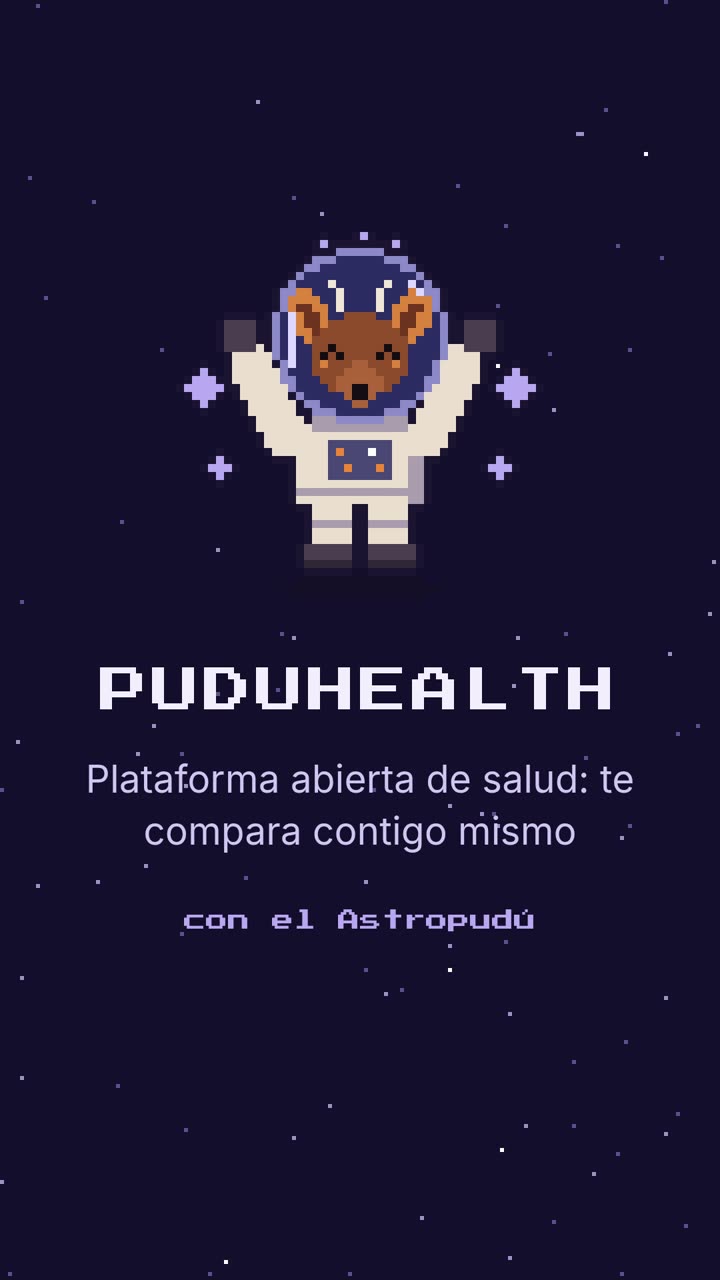 PUDUHEALTH
Plataforma abierta de salud: te
compara contigo mismo
con el Astropudú